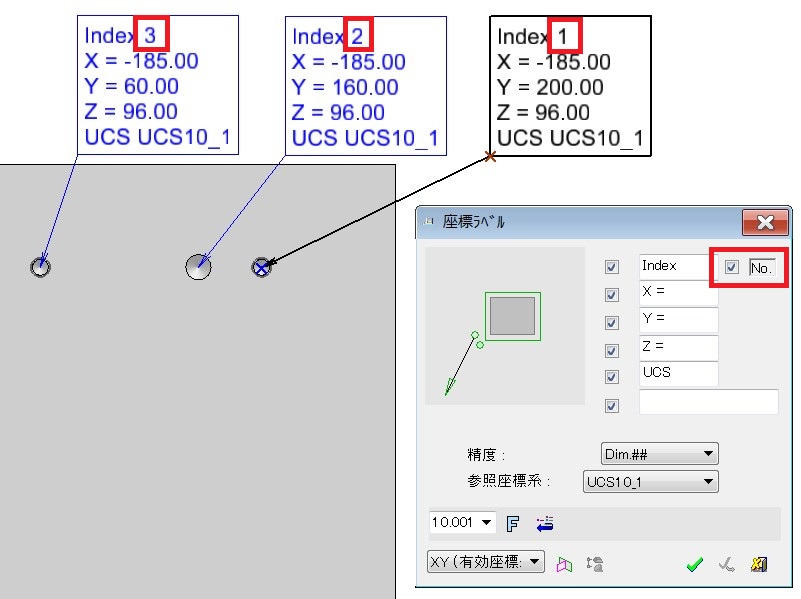 Index 3
X = -185.00
Y = 60.00
Z = 96.00
UCS UCS10_1
Index 2
X = -185.00
Y = 160.00
Z = 96.00
UCS UCS10_1
Index 1
X = -185.00
Y = 200.00
Z = 96.00
UCS UCS10_1
座標ﾗﾍﾞﾙ
Index No.
X =
Y =
Z =
UCS
精度 : Dim.##
参照座標系 : UCS10_1
10.001 F
XY (有効座標: